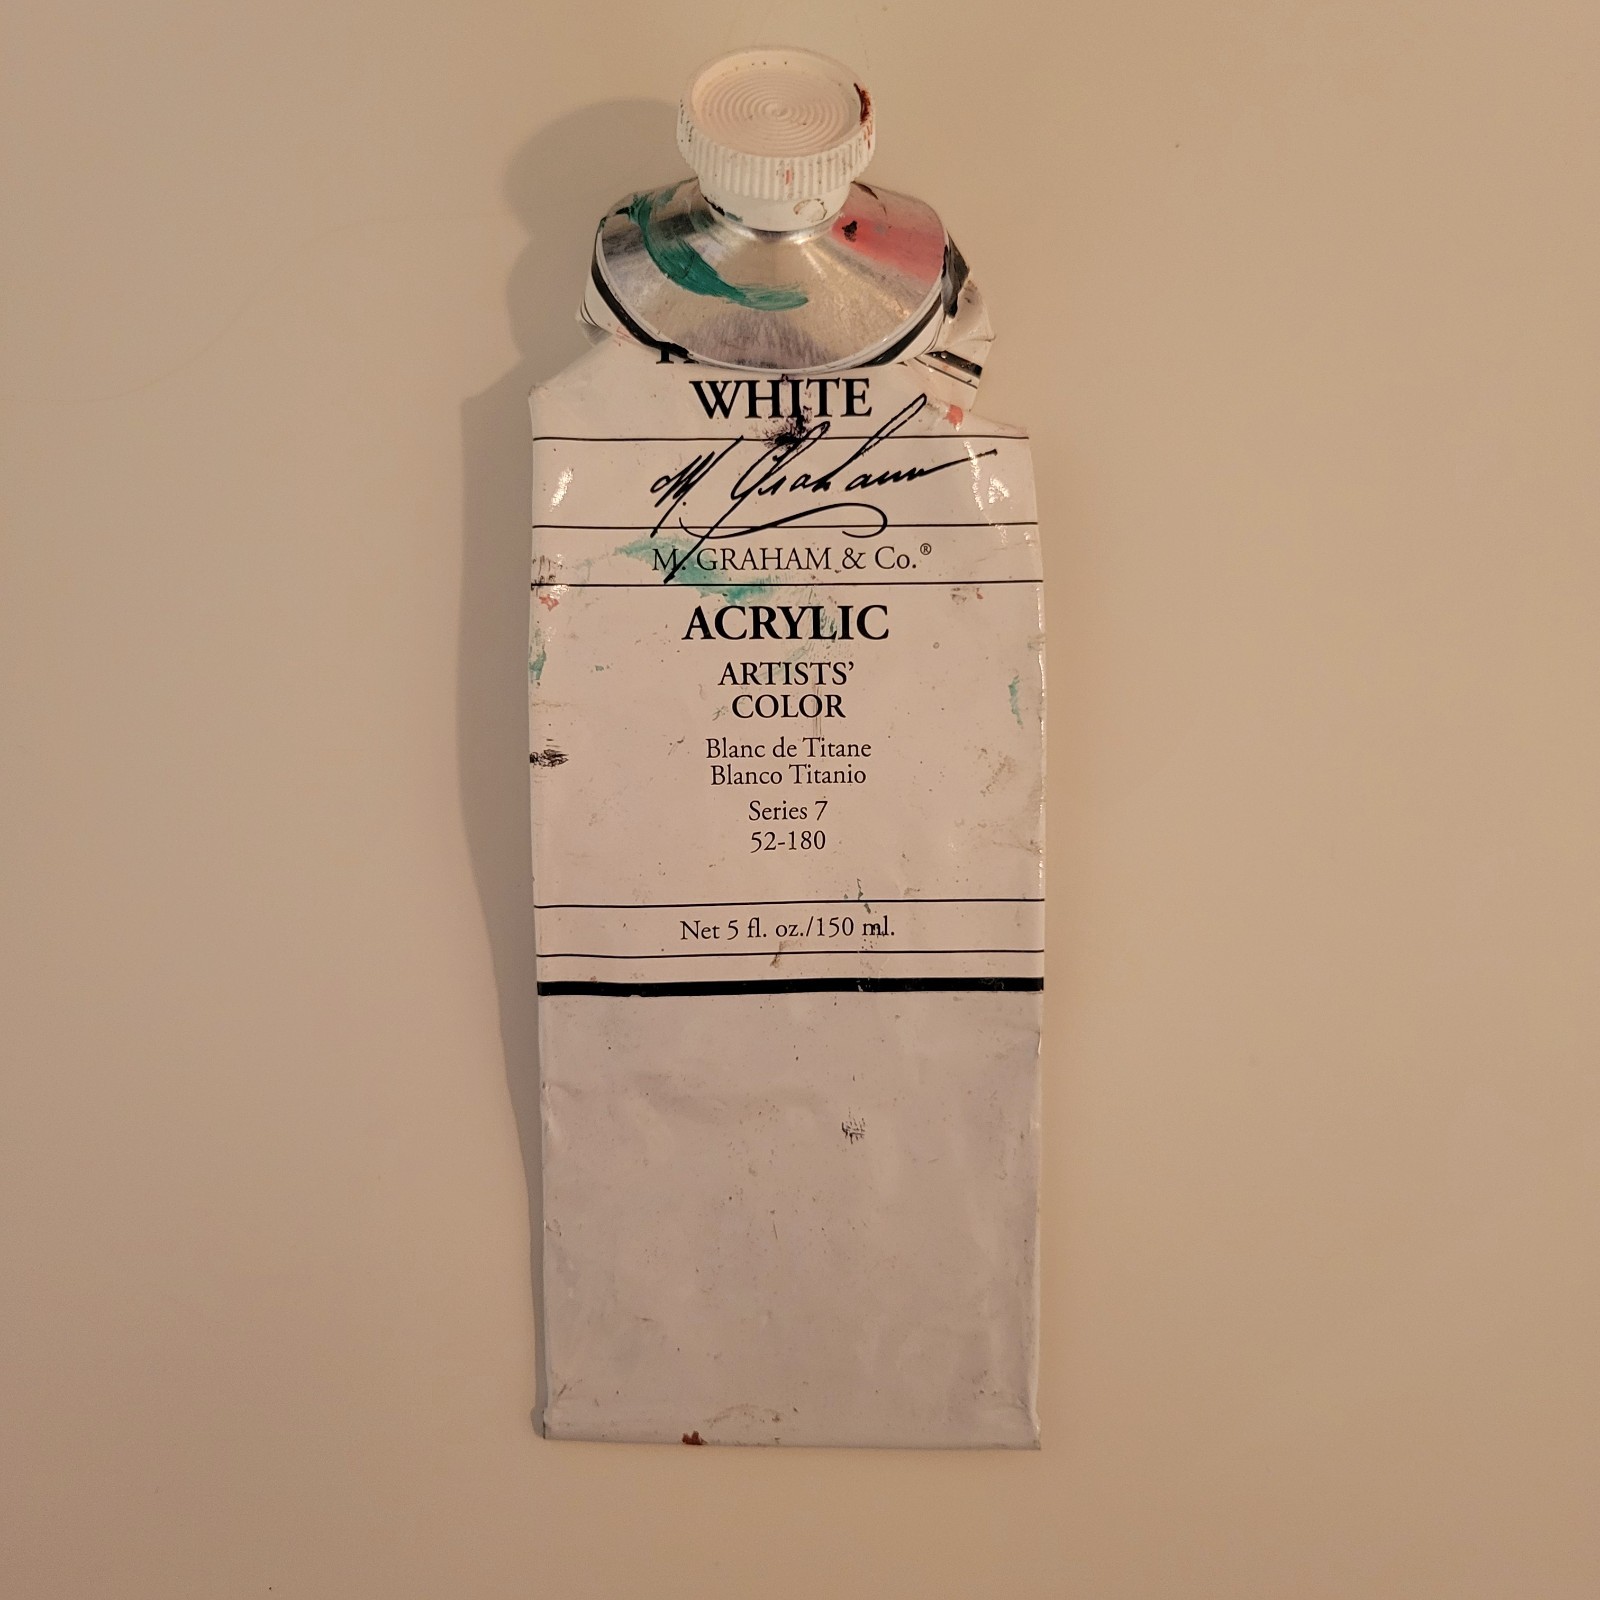 WHITE
M. Graham
M. GRAHAM & Co.®
ACRYLIC
ARTISTS’
COLOR
Blanc de Titane
Blanco Titanio
Series 7
52-180
Net 5 fl. oz./150 ml.